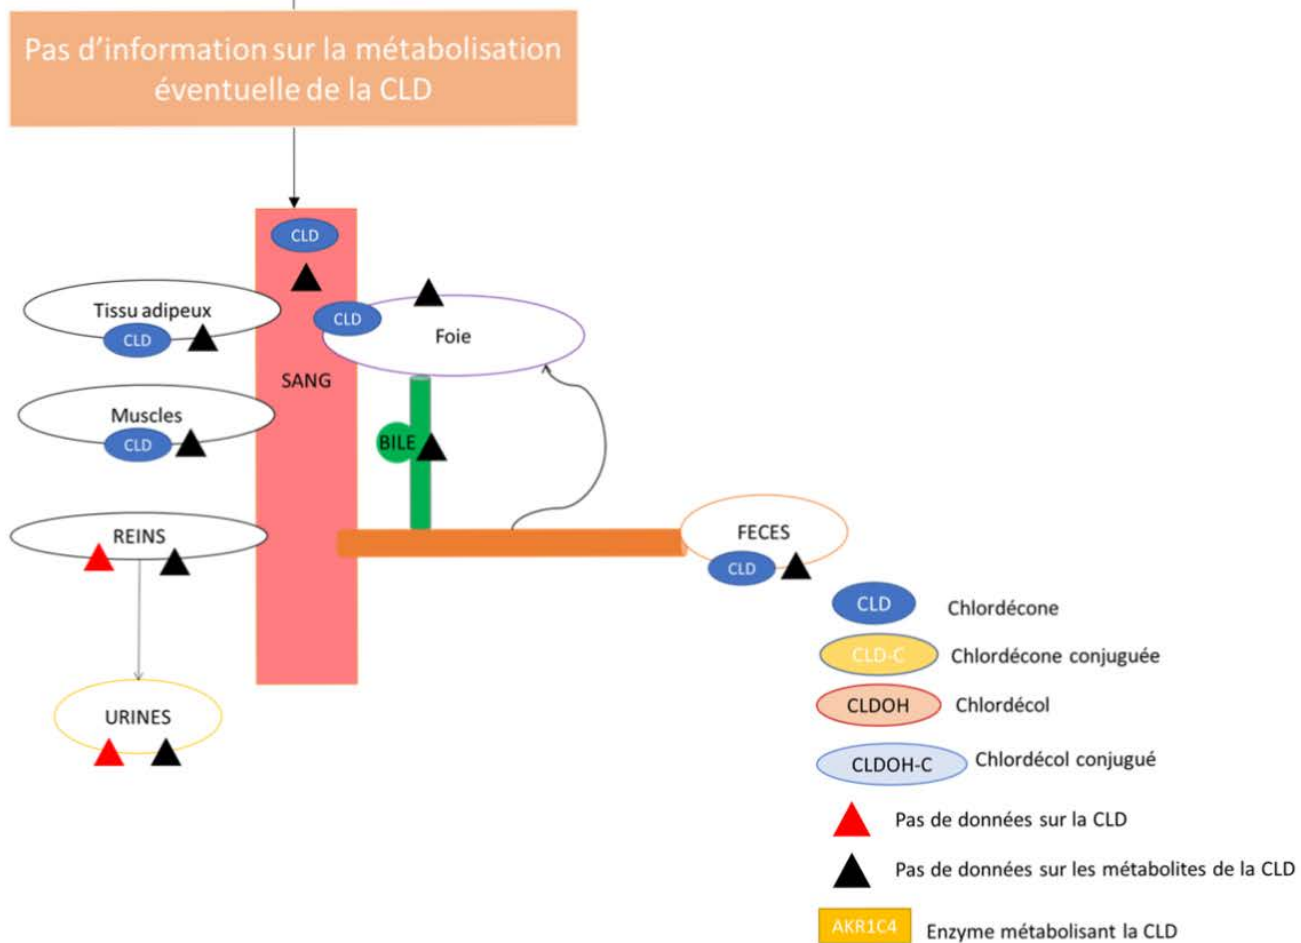 Pas d’information sur la métabolisation
éventuelle de la CLD
CLD
Tissu adipeux
CLD
CLD
Foie
SANG
Muscles
CLD
BILE
REINS
FECES
CLD
URINES
CLD Chlordécone
CLD-C Chlordécone conjuguée
CLDOH Chlordécol
CLDOH-C Chlordécol conjugué
Pas de données sur la CLD
Pas de données sur les métabolites de la CLD
AKR1C4 Enzyme métabolisant la CLD